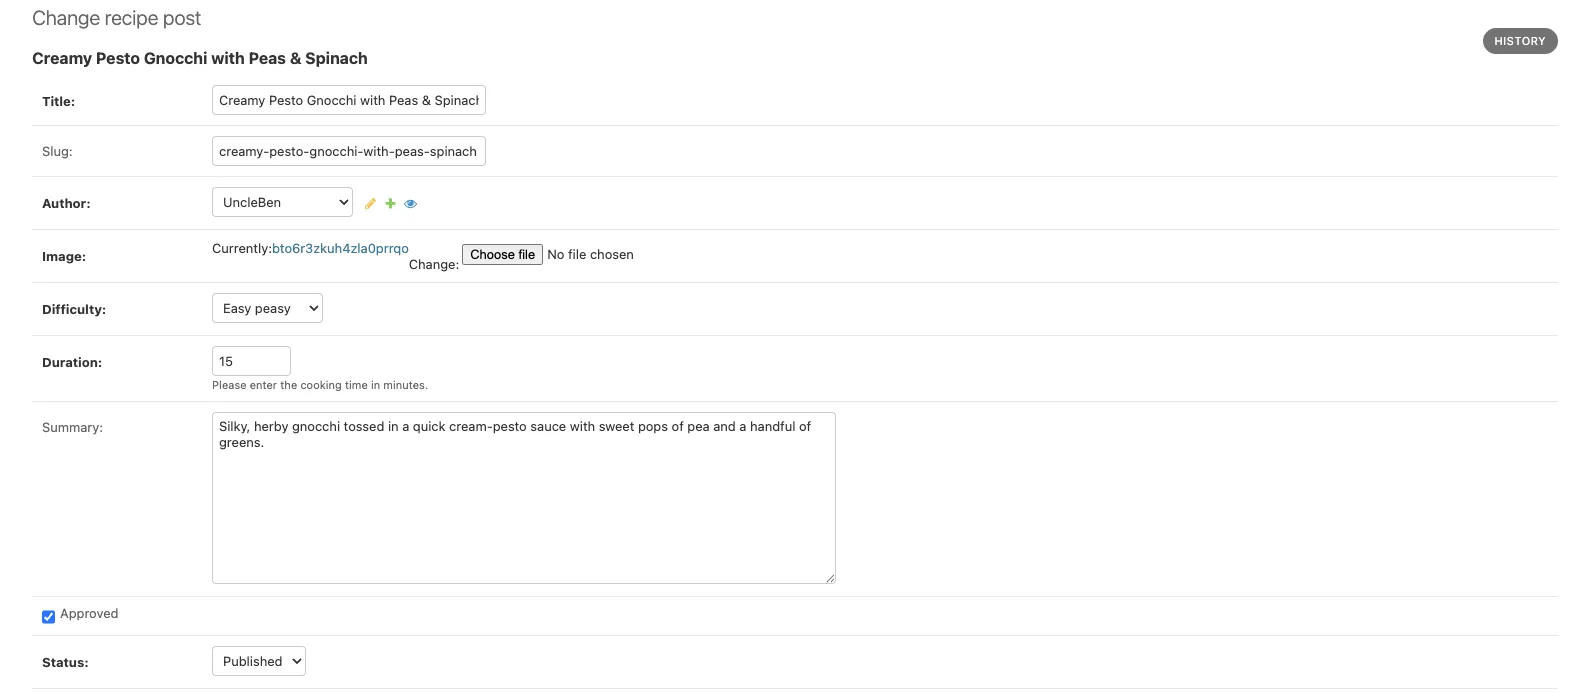 Change recipe post
HISTORY
Creamy Pesto Gnocchi with Peas & Spinach
Title: Creamy Pesto Gnocchi with Peas & Spinach
Slug: creamy-pesto-gnocchi-with-peas-spinach
Author: UncleBen
Image: Currently:bto6r3zkuh4zla0prrqo
Change: Choose file No file chosen
Difficulty: Easy peasy
Duration: 15
Please enter the cooking time in minutes.
Summary: Silky, herby gnocchi tossed in a quick cream-pesto sauce with sweet pops of pea and a handful of
greens.
Approved
Status: Published